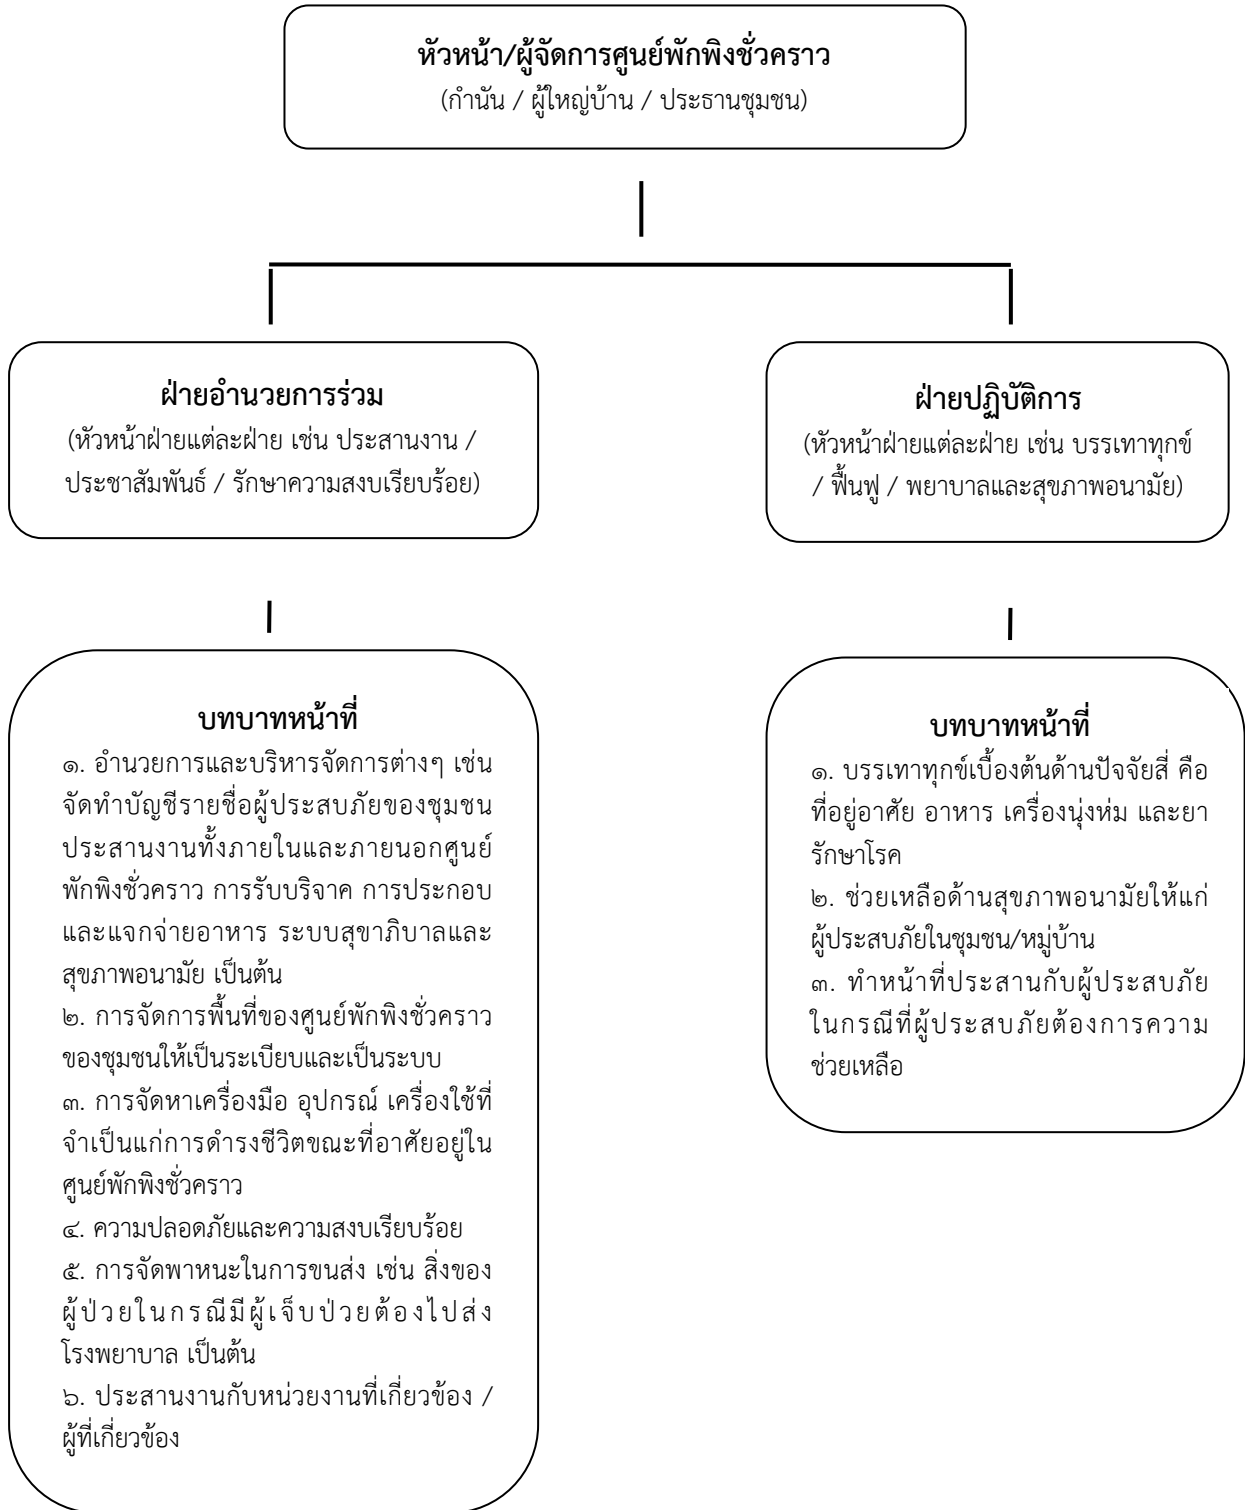 หัวหน้า/ผู้จัดการศูนย์พักพิงชั่วคราว
(กำนัน / ผู้ใหญ่บ้าน / ประธานชุมชน)
ฝ่ายอำนวยการร่วม
(หัวหน้าฝ่ายแต่ละฝ่าย เช่น ประสานงาน /
ประชาสัมพันธ์ / รักษาความสงบเรียบร้อย)
ฝ่ายปฏิบัติการ
(หัวหน้าฝ่ายแต่ละฝ่าย เช่น บรรเทาทุกข์
/ ฟื้นฟู / พยาบาลและสุขภาพอนามัย)
บทบาทหน้าที่
๑. อำนวยการและบริหารจัดการต่างๆ เช่น
จัดทำบัญชีรายชื่อผู้ประสบภัยของชุมชน
ประสานงานทั้งภายในและภายนอกศูนย์
พักพิงชั่วคราว การรับบริจาค การประกอบ
และแจกจ่ายอาหาร ระบบสุขาภิบาลและ
สุขภาพอนามัย เป็นต้น
๒. การจัดการพื้นที่ของศูนย์พักพิงชั่วคราว
ของชุมชนให้เป็นระเบียบและเป็นระบบ
๓. การจัดหาเครื่องมือ อุปกรณ์ เครื่องใช้ที่
จำเป็นแก่การดำรงชีวิตขณะที่อาศัยอยู่ใน
ศูนย์พักพิงชั่วคราว
๔. ความปลอดภัยและความสงบเรียบร้อย
๕. การจัดพาหนะในการขนส่ง เช่น สิ่งของ
ผู้ป่วยในกรณีมีผู้เจ็บป่วยต้องไปส่ง
โรงพยาบาล เป็นต้น
๖. ประสานงานกับหน่วยงานที่เกี่ยวข้อง /
ผู้ที่เกี่ยวข้อง
บทบาทหน้าที่
๑. บรรเทาทุกข์เบื้องต้นด้านปัจจัยสี่ คือ
ที่อยู่อาศัย อาหาร เครื่องนุ่งห่ม และยา
รักษาโรค
๒. ช่วยเหลือด้านสุขภาพอนามัยให้แก่
ผู้ประสบภัยในชุมชน/หมู่บ้าน
๓. ทำหน้าที่ประสานกับผู้ประสบภัย
ในกรณีที่ผู้ประสบภัยต้องการความ
ช่วยเหลือ